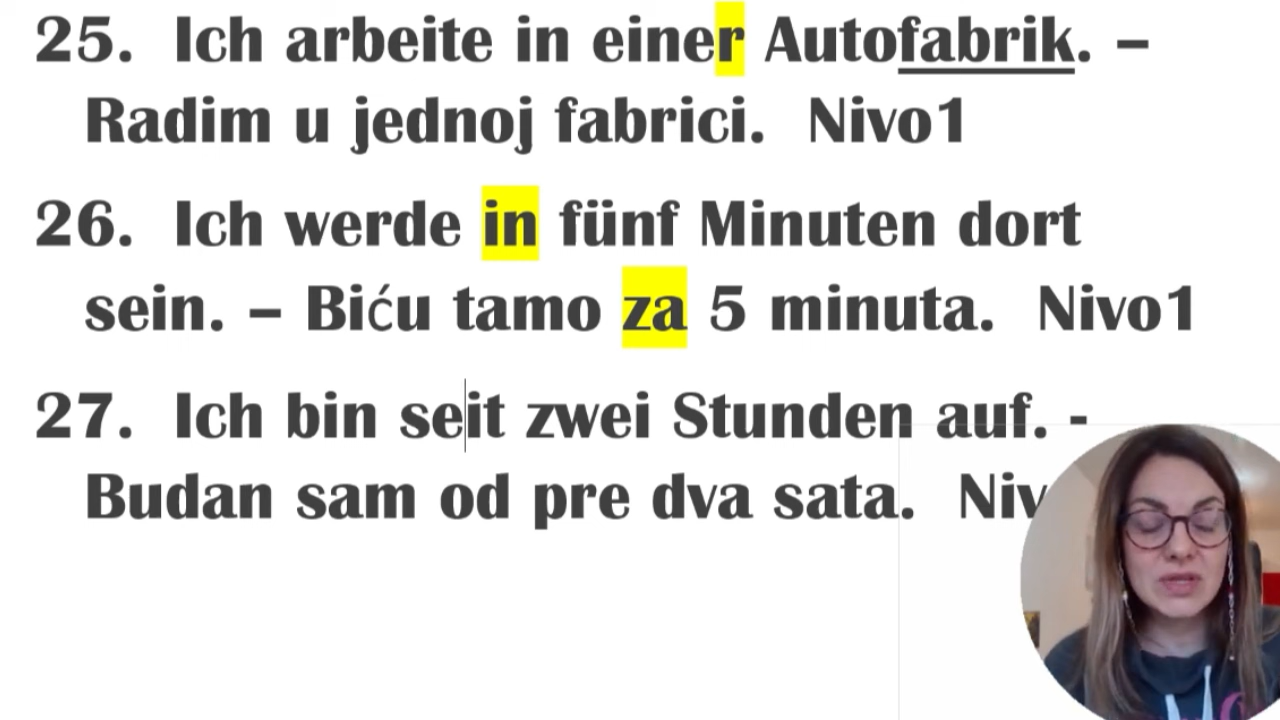 25. Ich arbeite in einer Autofabrik. –
Radim u jednoj fabrici. Nivo1
26. Ich werde in fünf Minuten dort
sein. – Biću tamo za 5 minuta. Nivo1
27. Ich bin seit zwei Stunden auf. -
Budan sam od pre dva sata.